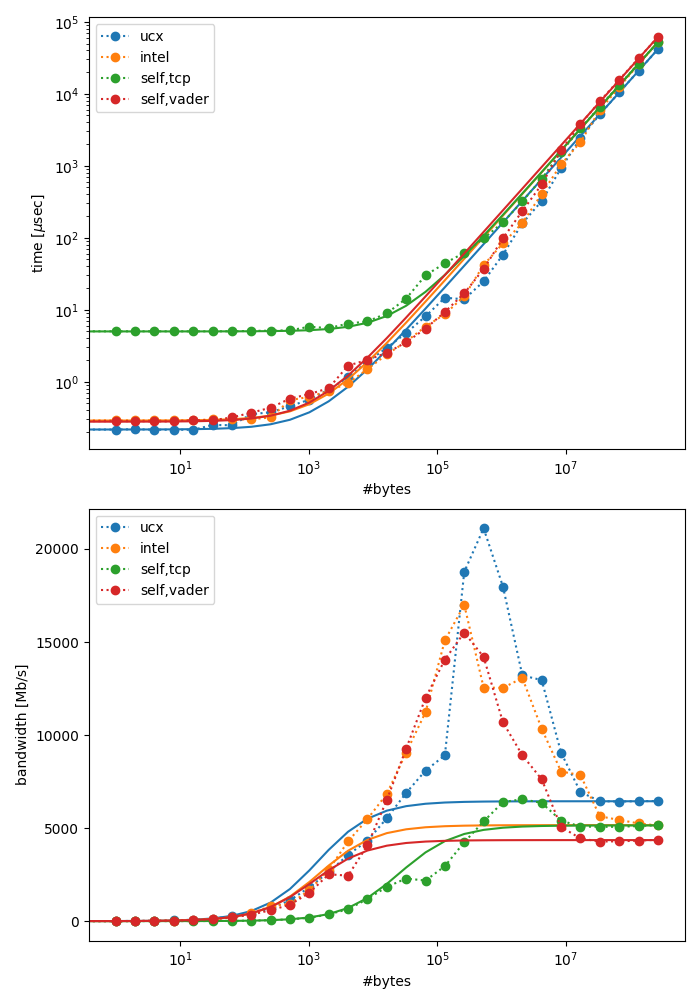 10^5
10^4
10^3
10^2
10^1
10^0
time [μsec]
ucx
intel
self,tcp
self,vader
10^1 10^3 10^5 10^7
#bytes
20000
15000
10000
5000
0
bandwidth [Mb/s]
ucx
intel
self,tcp
self,vader
10^1 10^3 10^5 10^7
#bytes